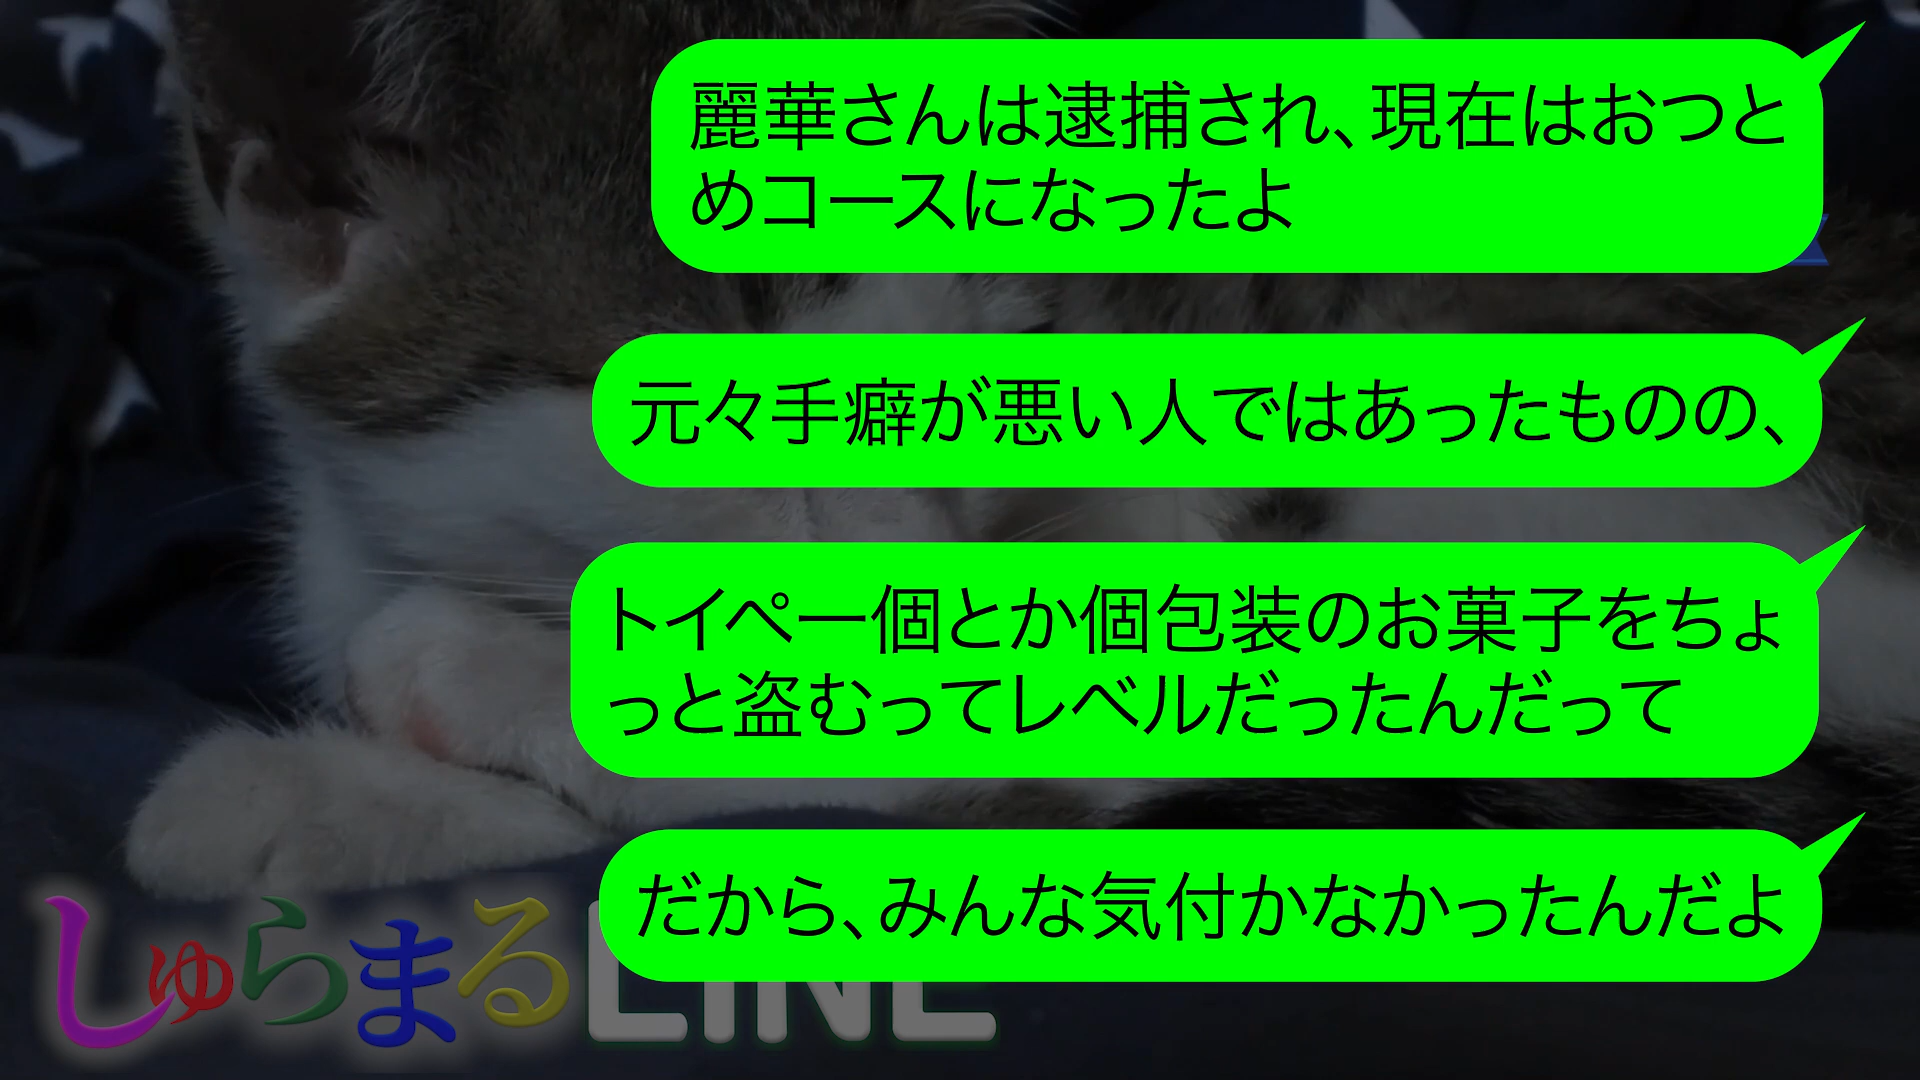 麗華さんは逮捕され、現在はおつと
めコースになったよ
元々手癖が悪い人ではあったものの、
トイペ一個とか個包装のお菓子をちょ
っと盗むってレベルだったんだって
だから、みんな気付かなかったんだよ
しゅらまるLINE